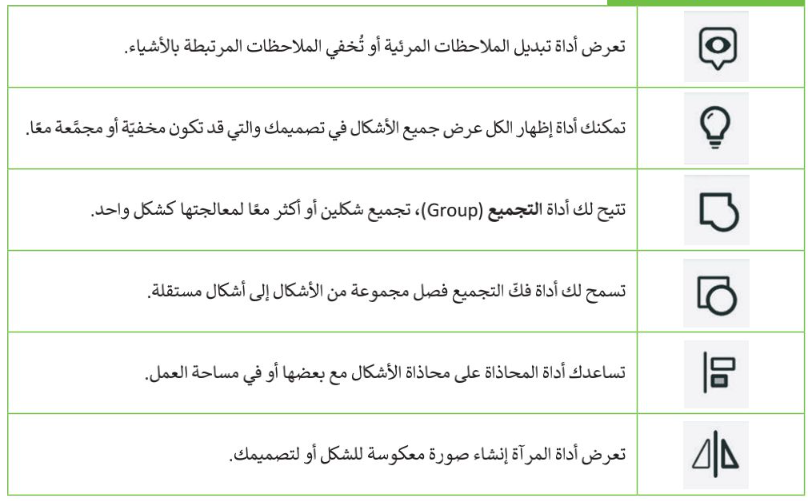 تعرض أداة تبديل الملاحظات المرئية أو تُخفي الملاحظات المرتبطة بالأشياء.
تمكنك أداة إظهار الكل عرض جميع الأشكال في تصميمك والتي قد تكون مخفيّة أو مجمَّعة معًا.
تتيح لك أداة التجميع (Group)، تجميع شكلين أو أكثر معًا لمعالجتها كشكل واحد.
تسمح لك أداة فكّ التجميع فصل مجموعة من الأشكال إلى أشكال مستقلة.
تساعدك أداة المحاذاة على محاذاة الأشكال مع بعضها أو في مساحة العمل.
تعرض أداة المرآة إنشاء صورة معكوسة للشكل أو لتصميمك.